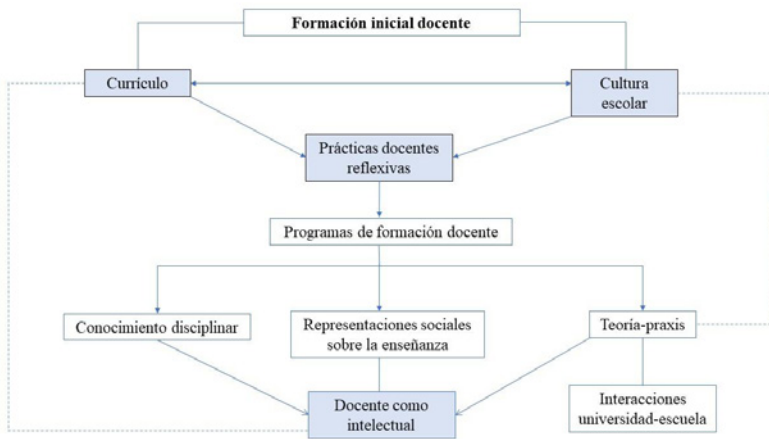 Formación inicial docente
Currículo
Cultura
escolar
Prácticas docentes
reflexivas
Programas de formación docente
Conocimiento disciplinar
Representaciones sociales
sobre la enseñanza
Teoría-praxis
Docente como
intelectual
Interacciones
universidad-escuela